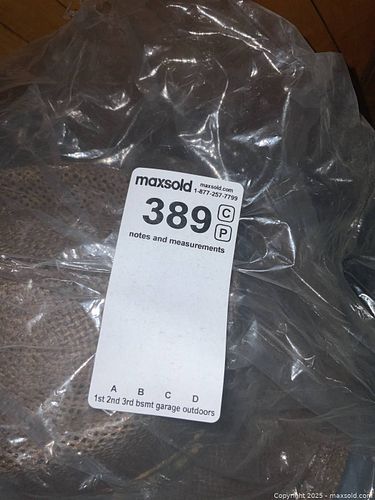 maxsold maxsold.com
1-877-257-7799
389 C
P
notes and measurements
A B C D
1st 2nd 3rd bsmt garage outdoors
Copyright 2025 - maxsold.com